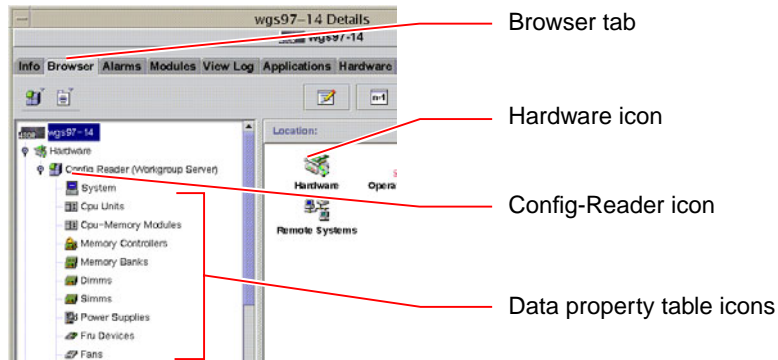 wgs97-14 Details
wgs97-14
Info Browser Alarms Modules View Log Applications Hardware
wgs97-14
Hardware
Config Reader (Workgroup Server)
System
Cpu Units
Cpu-Memory Modules
Memory Controllers
Memory Banks
Dimms
Simms
Power Supplies
Fru Devices
Fans
Location:
Hardware Opera
Remote Systems
Browser tab
Hardware icon
Config-Reader icon
Data property table icons